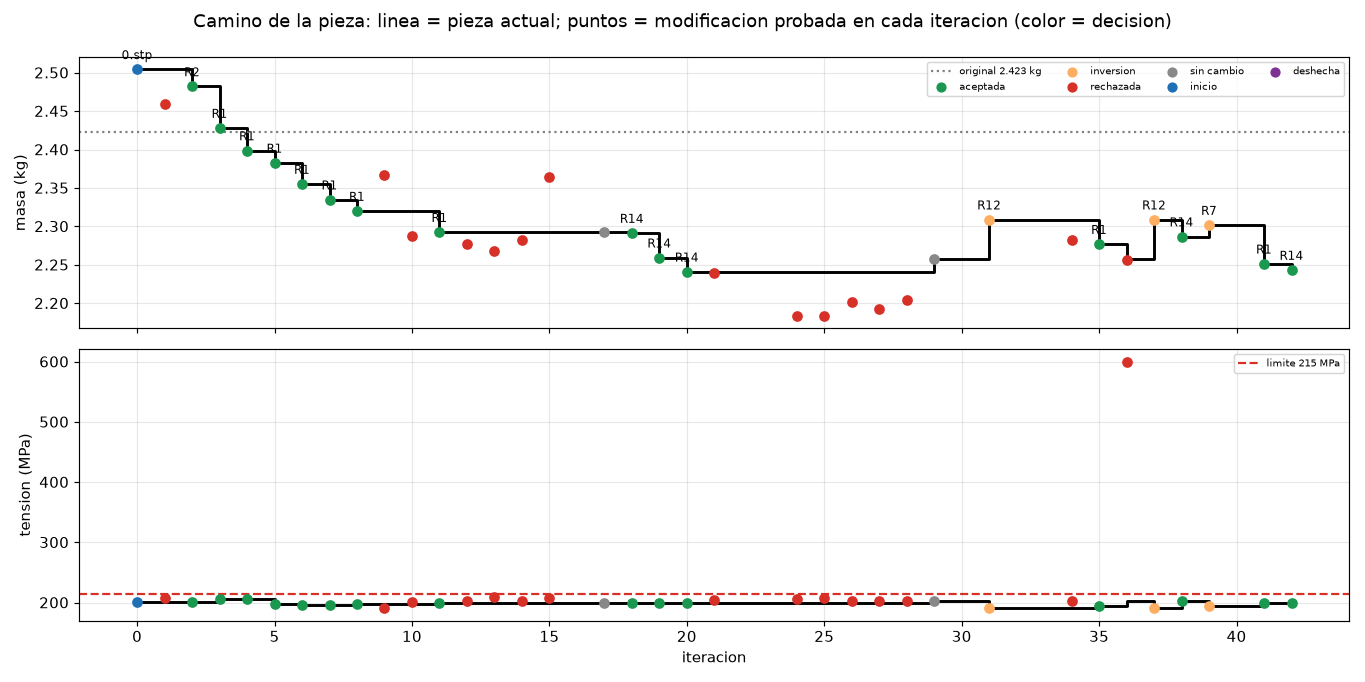 Camino de la pieza: linea = pieza actual; puntos = modificacion probada en cada iteracion (color = decision)
0.stp
R2
R1
R1
R1
R1
R1
R1
R1
R14
R14
R14
R12
R1
R12
R14
R7
R1
R14
original 2.423 kg
aceptada
inversion
rechazada
sin cambio
inicio
deshecha
masa (kg)
2.50
2.45
2.40
2.35
2.30
2.25
2.20
limite 215 MPa
tension (MPa)
600
500
400
300
200
0
5
10
15
20
25
30
35
40
iteracion